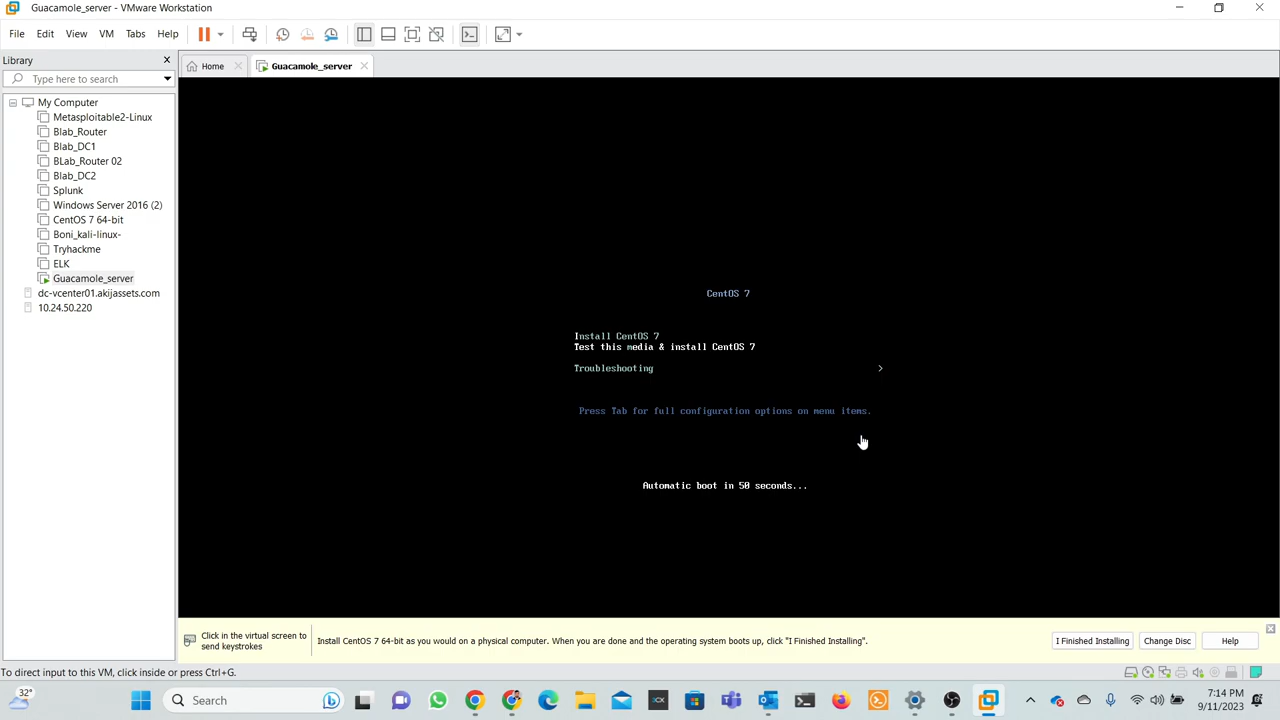 Guacamole_server - VMware Workstation
File Edit View VM Tabs Help
Library
Type here to search
My Computer
Metasploitable2-Linux
Blab_Router
Blab_DC1
BLab_Router 02
Blab_DC2
Splunk
Windows Server 2016 (2)
CentOS 7 64-bit
Boni_kali-linux-
Tryhackme
ELK
Guacamole_server
dc-vcenter01.akijassets.com
10.24.50.220
Home
Guacamole_server
CentOS 7
Install CentOS 7
Test this media & install CentOS 7
Troubleshooting >
Press Tab for full configuration options on menu items.
Automatic boot in 50 seconds...
Click in the virtual screen to
send keystrokes
Install CentOS 7 64-bit as you would on a physical computer. When you are done and the operating system boots up, click "I Finished Installing".
I Finished Installing Change Disc Help
To direct input to this VM, click inside or press Ctrl+G.
32°
Search
7:14 PM
9/11/2023